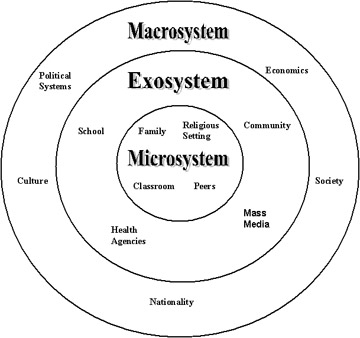 Macrosystem
Political
Systems
Economics
Exosystem
School
Family
Religious
Setting
Community
Microsystem
Culture
Classroom
Peers
Society
Health
Agencies
Mass
Media
Nationality